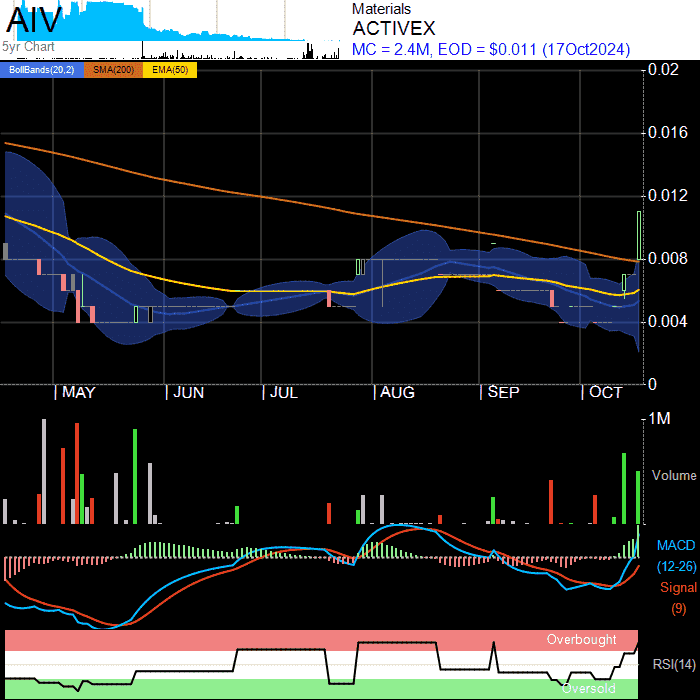 AIV
5yr Chart
Materials
ACTIVEX
MC = 2.4M, EOD = $0.011 (17Oct2024)
BollBands(20,2) SMA(200) EMA(50)
0.02
0.016
0.012
0.008
0.004
0
MAY JUN JUL AUG SEP OCT
1M
Volume
MACD
(12-26)
Signal
(9)
Overbought
RSI(14)
Oversold